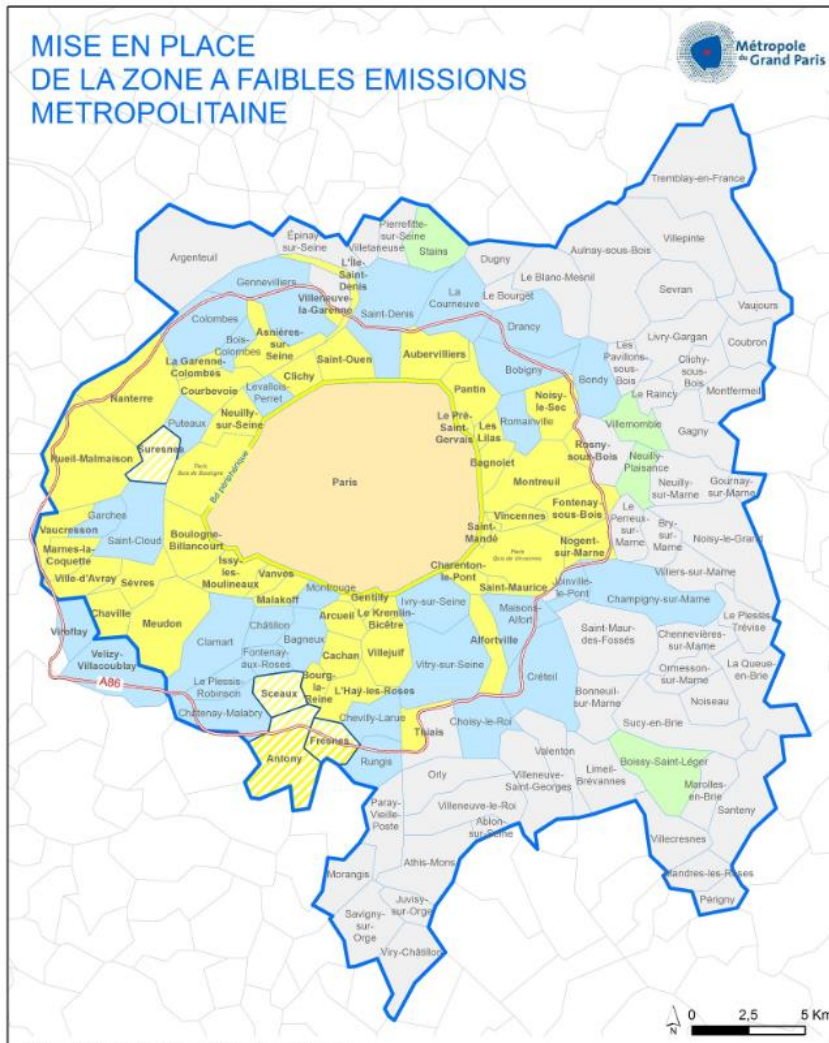 MISE EN PLACE
DE LA ZONE A FAIBLES EMISSIONS
METROPOLITAINE
Métropole
du Grand Paris
Tremblay-en-France
Pierrefitte-
sur-Seine
Villetaneuse
Stains
Épinay-
sur-Seine
Argenteuil
L'Île-
Saint-
Denis
Dugny
Aulnay-sous-Bois
Villepinte
Le Blanc-Mesnil
Sevran
Gennevilliers
Villeneuve-
la-Garenne
Saint-Denis
La
Courneuve
Le Bourget
Vaujours
Colombes
Bois-
Colombes
Asnières-
sur-
Seine
Drancy
Livry-Gargan
Coubron
Les
Pavillons-
sous-
Bois
Clichy-
sous-
Bois
Montfermeil
La Garenne-
Colombes
Clichy
Saint-Ouen
Aubervilliers
Bobigny
Bondy
Le Raincy
Nanterre
Courbevoie
Levallois-
Perret
Pantin
Noisy-
le-Sec
Villemomble
Gagny
Puteaux
Neuilly-
sur-Seine
Le Pré-
Saint-
Gervais
Les
Lilas
Romainville
Rosny-
sous-Bois
Neuilly-
Plaisance
Suresnes
Rueil-Malmaison
Paris
Bois de Boulogne
Bd périphérique
Paris
Bagnolet
Montreuil
Neuilly-
sur-Marne
Gournay-
sur-Marne
Garches
Vaucresson
Saint-Cloud
Boulogne-
Billancourt
Vincennes
Fontenay-
sous-Bois
Le
Perreux-
sur-
Marne
Bry-
sur-
Marne
Noisy-le-Grand
Marnes-la-
Coquette
Saint-
Mandé
Paris
Bois de Vincennes
Nogent-
sur-Marne
Ville-d'Avray
Sèvres
Issy-
les-
Moulineaux
Vanves
Malakoff
Montrouge
Gentilly
Charenton-
le-Pont
Saint-Maurice
Joinville-
le-Pont
Villiers-sur-Marne
Champigny-sur-Marne
Chaville
Meudon
Viroflay
Velizy-
Villacoublay
Clamart
Châtillon
Bagneux
Arcueil
Le Kremlin-
Bicêtre
Ivry-sur-Seine
Maisons-
Alfort
Alfortville
Saint-Maur-
des-Fossés
Le Plessis-
Trévise
Chennevières-
sur-Marne
Fontenay-
aux-Roses
Cachan
Villejuif
Vitry-sur-Seine
Créteil
Ormesson-
sur-Marne
La Queue-
en-Brie
Le Plessis-
Robinson
Sceaux
Bourg-
la-
Reine
L'Haÿ-les-Roses
Bonneuil-
sur-Marne
Noiseau
A86
Châtenay-Malabry
Chevilly-Larue
Thiais
Choisy-le-Roi
Sucy-en-Brie
Antony
Fresnes
Rungis
Orly
Valenton
Villeneuve-
Saint-Georges
Limeil-
Brévannes
Boissy-Saint-Léger
Marolles-
en-Brie
Paray-
Vieille-
Poste
Villeneuve-le-Roi
Ablon-
sur-Seine
Santeny
Villecresnes
Mandres-les-Roses
Périgny
Morangis
Athis-Mons
Juvisy-
sur-Orge
Savigny-
sur-
Orge
Viry-Châtillon
N
0 2,5 5 Km